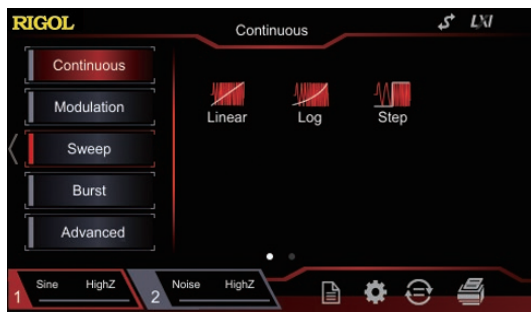 RIGOL
Continuous
LXI
Continuous
Modulation
Sweep
Burst
Advanced
Linear Log Step
1 Sine HighZ 2 Noise HighZ